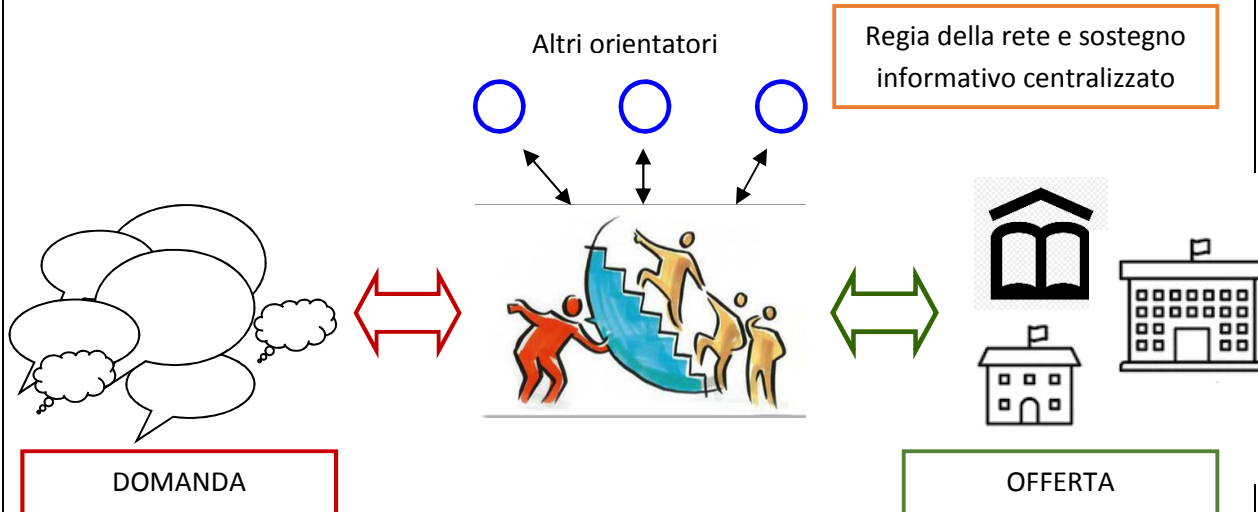 Altri orientatori
Regia della rete e sostegno
informativo centralizzato
DOMANDA
OFFERTA